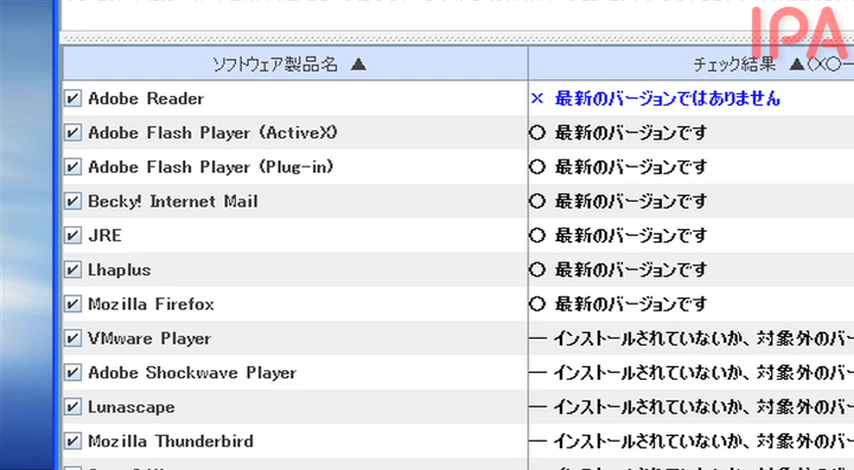 IPA
ソフトウェア製品名 ▲ チェック結果 ▲(×○ー
Adobe Reader × 最新のバージョンではありません
Adobe Flash Player (ActiveX) ○ 最新のバージョンです
Adobe Flash Player (Plug-in) ○ 最新のバージョンです
Becky! Internet Mail ○ 最新のバージョンです
JRE ○ 最新のバージョンです
Lhaplus ○ 最新のバージョンです
Mozilla Firefox ○ 最新のバージョンです
VMware Player ― インストールされていないか、対象外のバー
Adobe Shockwave Player ― インストールされていないか、対象外のバー
Lunascape ― インストールされていないか、対象外のバー
Mozilla Thunderbird ― インストールされていないか、対象外のバー